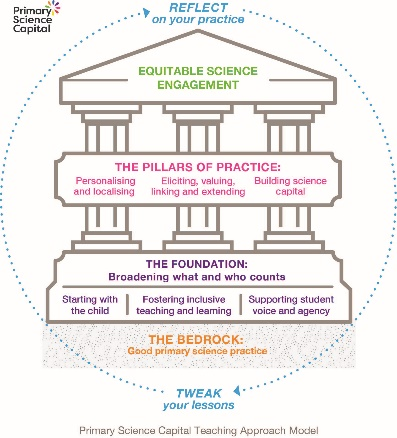 Primary
Science
Capital
REFLECT
on your practice
EQUITABLE SCIENCE
ENGAGEMENT
THE PILLARS OF PRACTICE:
Personalising
and localising
Eliciting, valuing,
linking and extending
Building science
capital
THE FOUNDATION:
Broadening what and who counts
Starting with
the child
Fostering inclusive
teaching and learning
Supporting student
voice and agency
THE BEDROCK:
Good primary science practice
TWEAK
your lessons
Primary Science Capital Teaching Approach Model